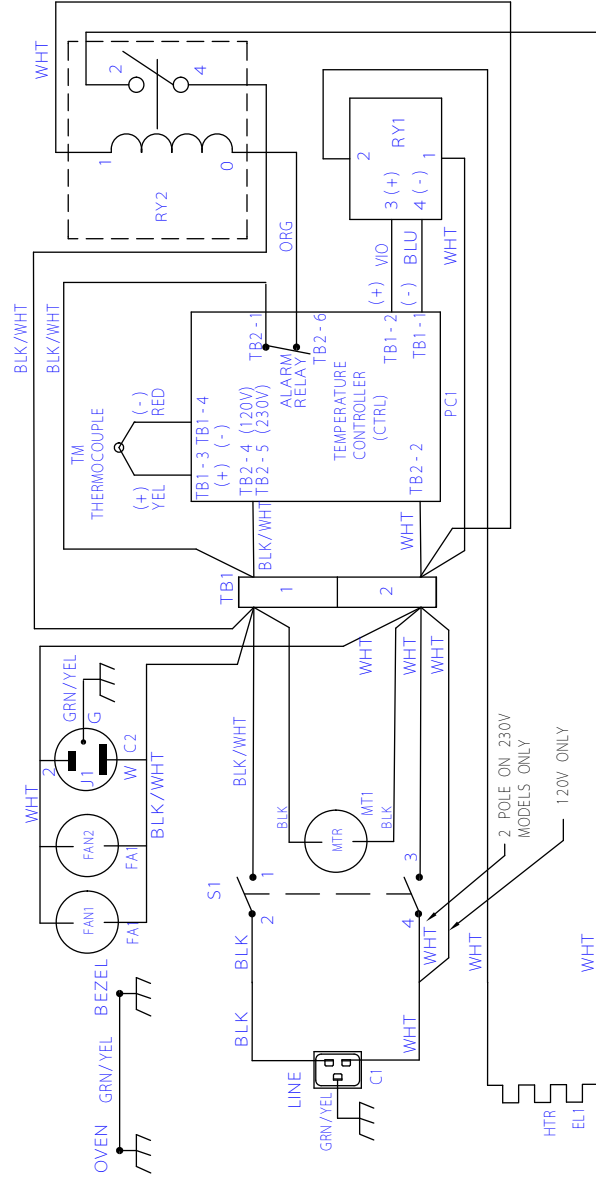 OVEN
GRN/YEL
BEZEL
FAN1
FA1
FAN2
FA1
WHT
2
J1
G
W
C2
GRN/YEL
BLK/WHT
LINE
GRN/YEL
C1
BLK
WHT
BLK
WHT
S1
2
1
4
3
BLK/WHT
BLK
MTR
MT1
BLK
WHT
WHT
WHT
2 POLE ON 230V
MODELS ONLY
120V ONLY
TB1
1
2
BLK/WHT
WHT
BLK/WHT
BLK/WHT
TM
THERMOCOUPLE
(+)
YEL
(-)
RED
TB1-3
TB1-4
(+)
(-)
TB2-4 (120V)
TB2-5 (230V)
TB2-1
ALARM
RELAY
TB2-6
TEMPERATURE
CONTROLLER
(CTRL)
TB2-2
TB1-2
TB1-1
PC1
(+)
VIO
(-)
BLU
ORG
WHT
RY2
1
0
2
4
WHT
RY1
2
3 (+)
4 (-)
1
WHT
HTR
EL1
WHT